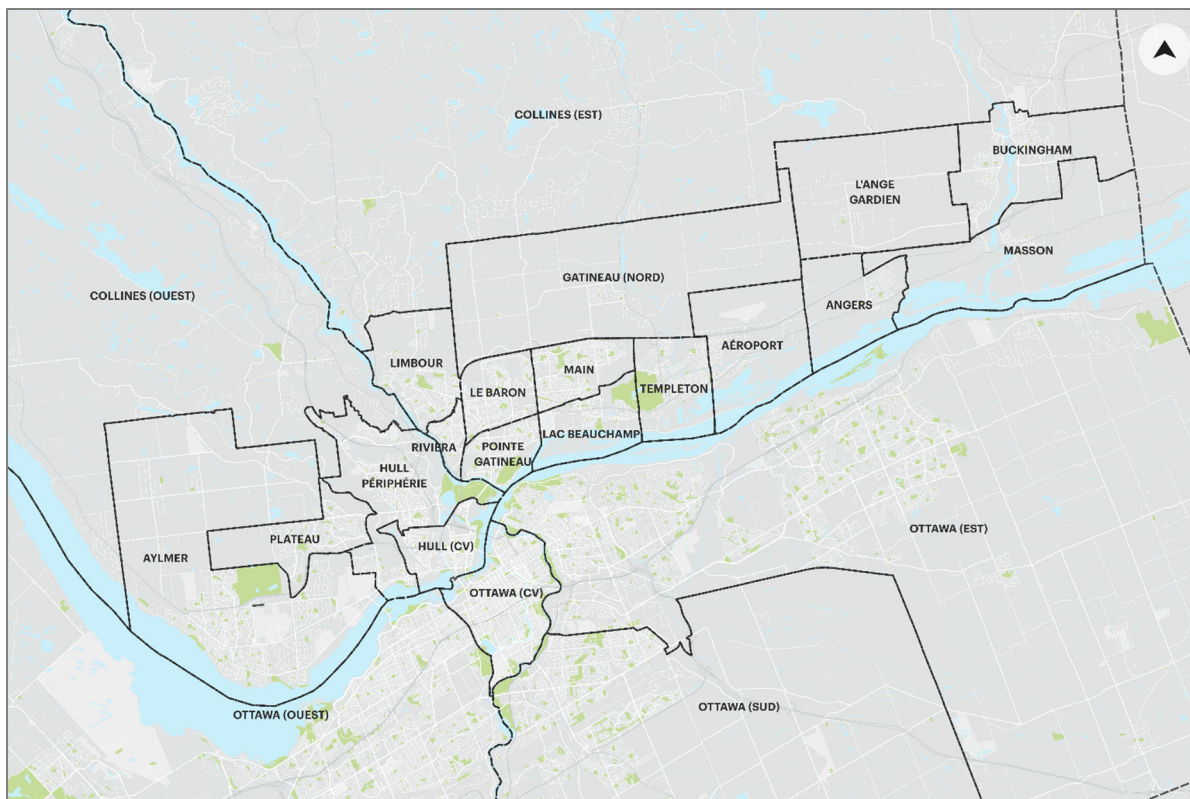 COLLINES (EST)
BUCKINGHAM
L'ANGE
GARDIEN
MASSON
GATINEAU (NORD)
COLLINES (OUEST)
ANGERS
AÉROPORT
LIMBOUR
MAIN
LE BARON
TEMPLETON
LAC BEAUCHAMP
RIVIERA
POINTE
GATINEAU
HULL
PÉRIPHÉRIE
OTTAWA (EST)
PLATEAU
HULL (CV)
AYLMER
OTTAWA (CV)
OTTAWA (SUD)
OTTAWA (OUEST)